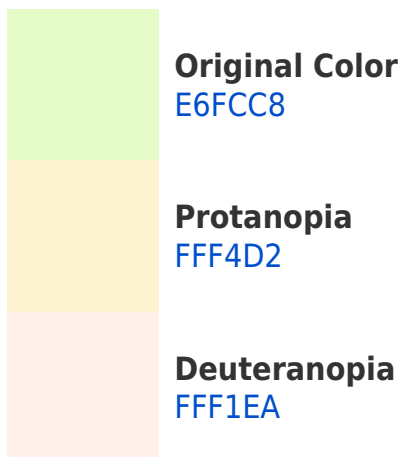 Original Color
E6FCC8
Protanopia
FFF4D2
Deuteranopia
FFF1EA